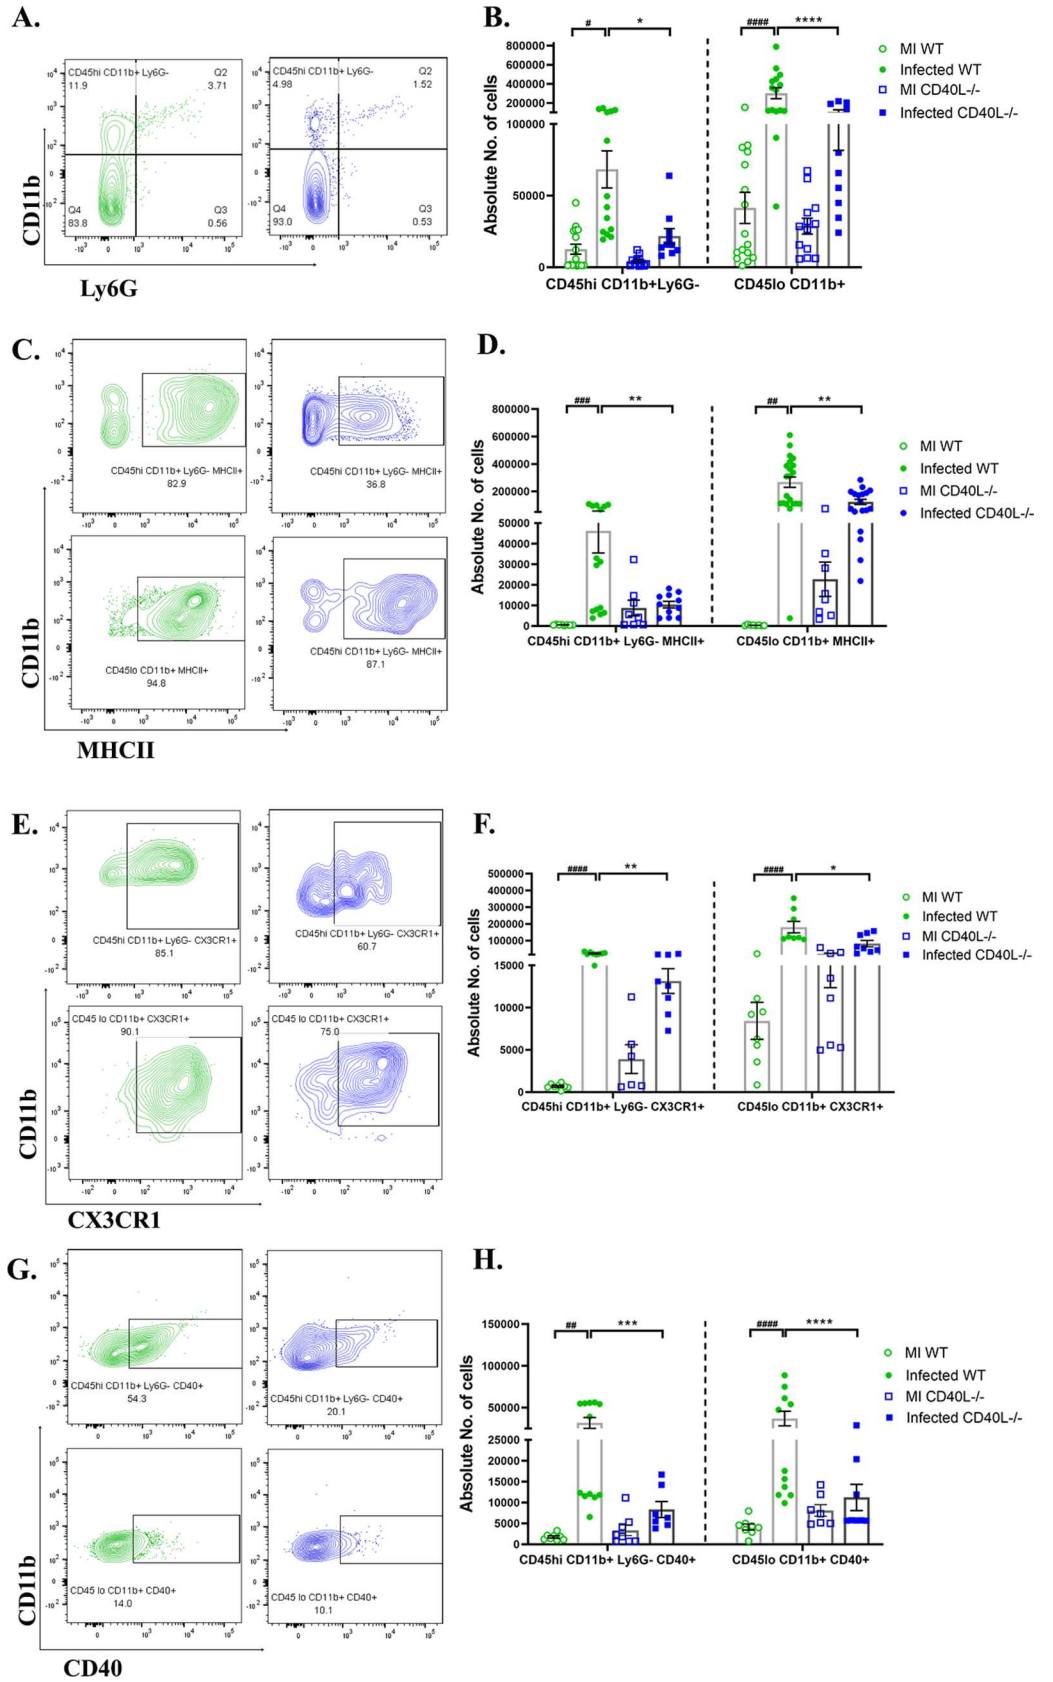 A.
CD45hi CD11b+ Ly6G-
11.9
Q2
3.71
Q4
83.8
Q3
0.56
CD45hi CD11b+ Ly6G-
4.98
Q2
1.52
Q4
93.0
Q3
0.53
CD11b
Ly6G
B.
# * #### ****
Absolute No. of cells
800000
600000
400000
200000
100000
50000
0
CD45hi CD11b+Ly6G- CD45lo CD11b+
MI WT
Infected WT
MI CD40L-/-
Infected CD40L-/-
C.
CD45hi CD11b+ Ly6G- MHCII+
82.9
CD45hi CD11b+ Ly6G- MHCII+
36.8
CD45lo CD11b+ MHCII+
94.8
CD45hi CD11b+ Ly6G- MHCII+
87.1
CD11b
MHCII
D.
### ** ## **
Absolute No. of cells
800000
600000
400000
200000
50000
40000
30000
20000
10000
0
CD45hi CD11b+ Ly6G- MHCII+ CD45lo CD11b+ MHCII+
MI WT
Infected WT
MI CD40L-/-
Infected CD40L-/-
E.
CD45hi CD11b+ Ly6G- CX3CR1+
85.1
CD45hi CD11b+ Ly6G- CX3CR1+
60.7
CD45 lo CD11b+ CX3CR1+
90.1
CD45 lo CD11b+ CX3CR1+
75.0
CD11b
CX3CR1
F.
#### ** #### *
Absolute No. of cells
500000
400000
300000
200000
100000
15000
10000
5000
0
CD45hi CD11b+ Ly6G- CX3CR1+ CD45lo CD11b+ CX3CR1+
MI WT
Infected WT
MI CD40L-/-
Infected CD40L-/-
G.
CD45hi CD11b+ Ly6G- CD40+
54.3
CD45hi CD11b+ Ly6G- CD40+
20.1
CD45 lo CD11b+ CD40+
14.0
CD45 lo CD11b+ CD40+
10.1
CD11b
CD40
H.
## *** #### ****
Absolute No. of cells
150000
100000
50000
25000
20000
15000
10000
5000
0
CD45hi CD11b+ Ly6G- CD40+ CD45lo CD11b+ CD40+
MI WT
Infected WT
MI CD40L-/-
Infected CD40L-/-